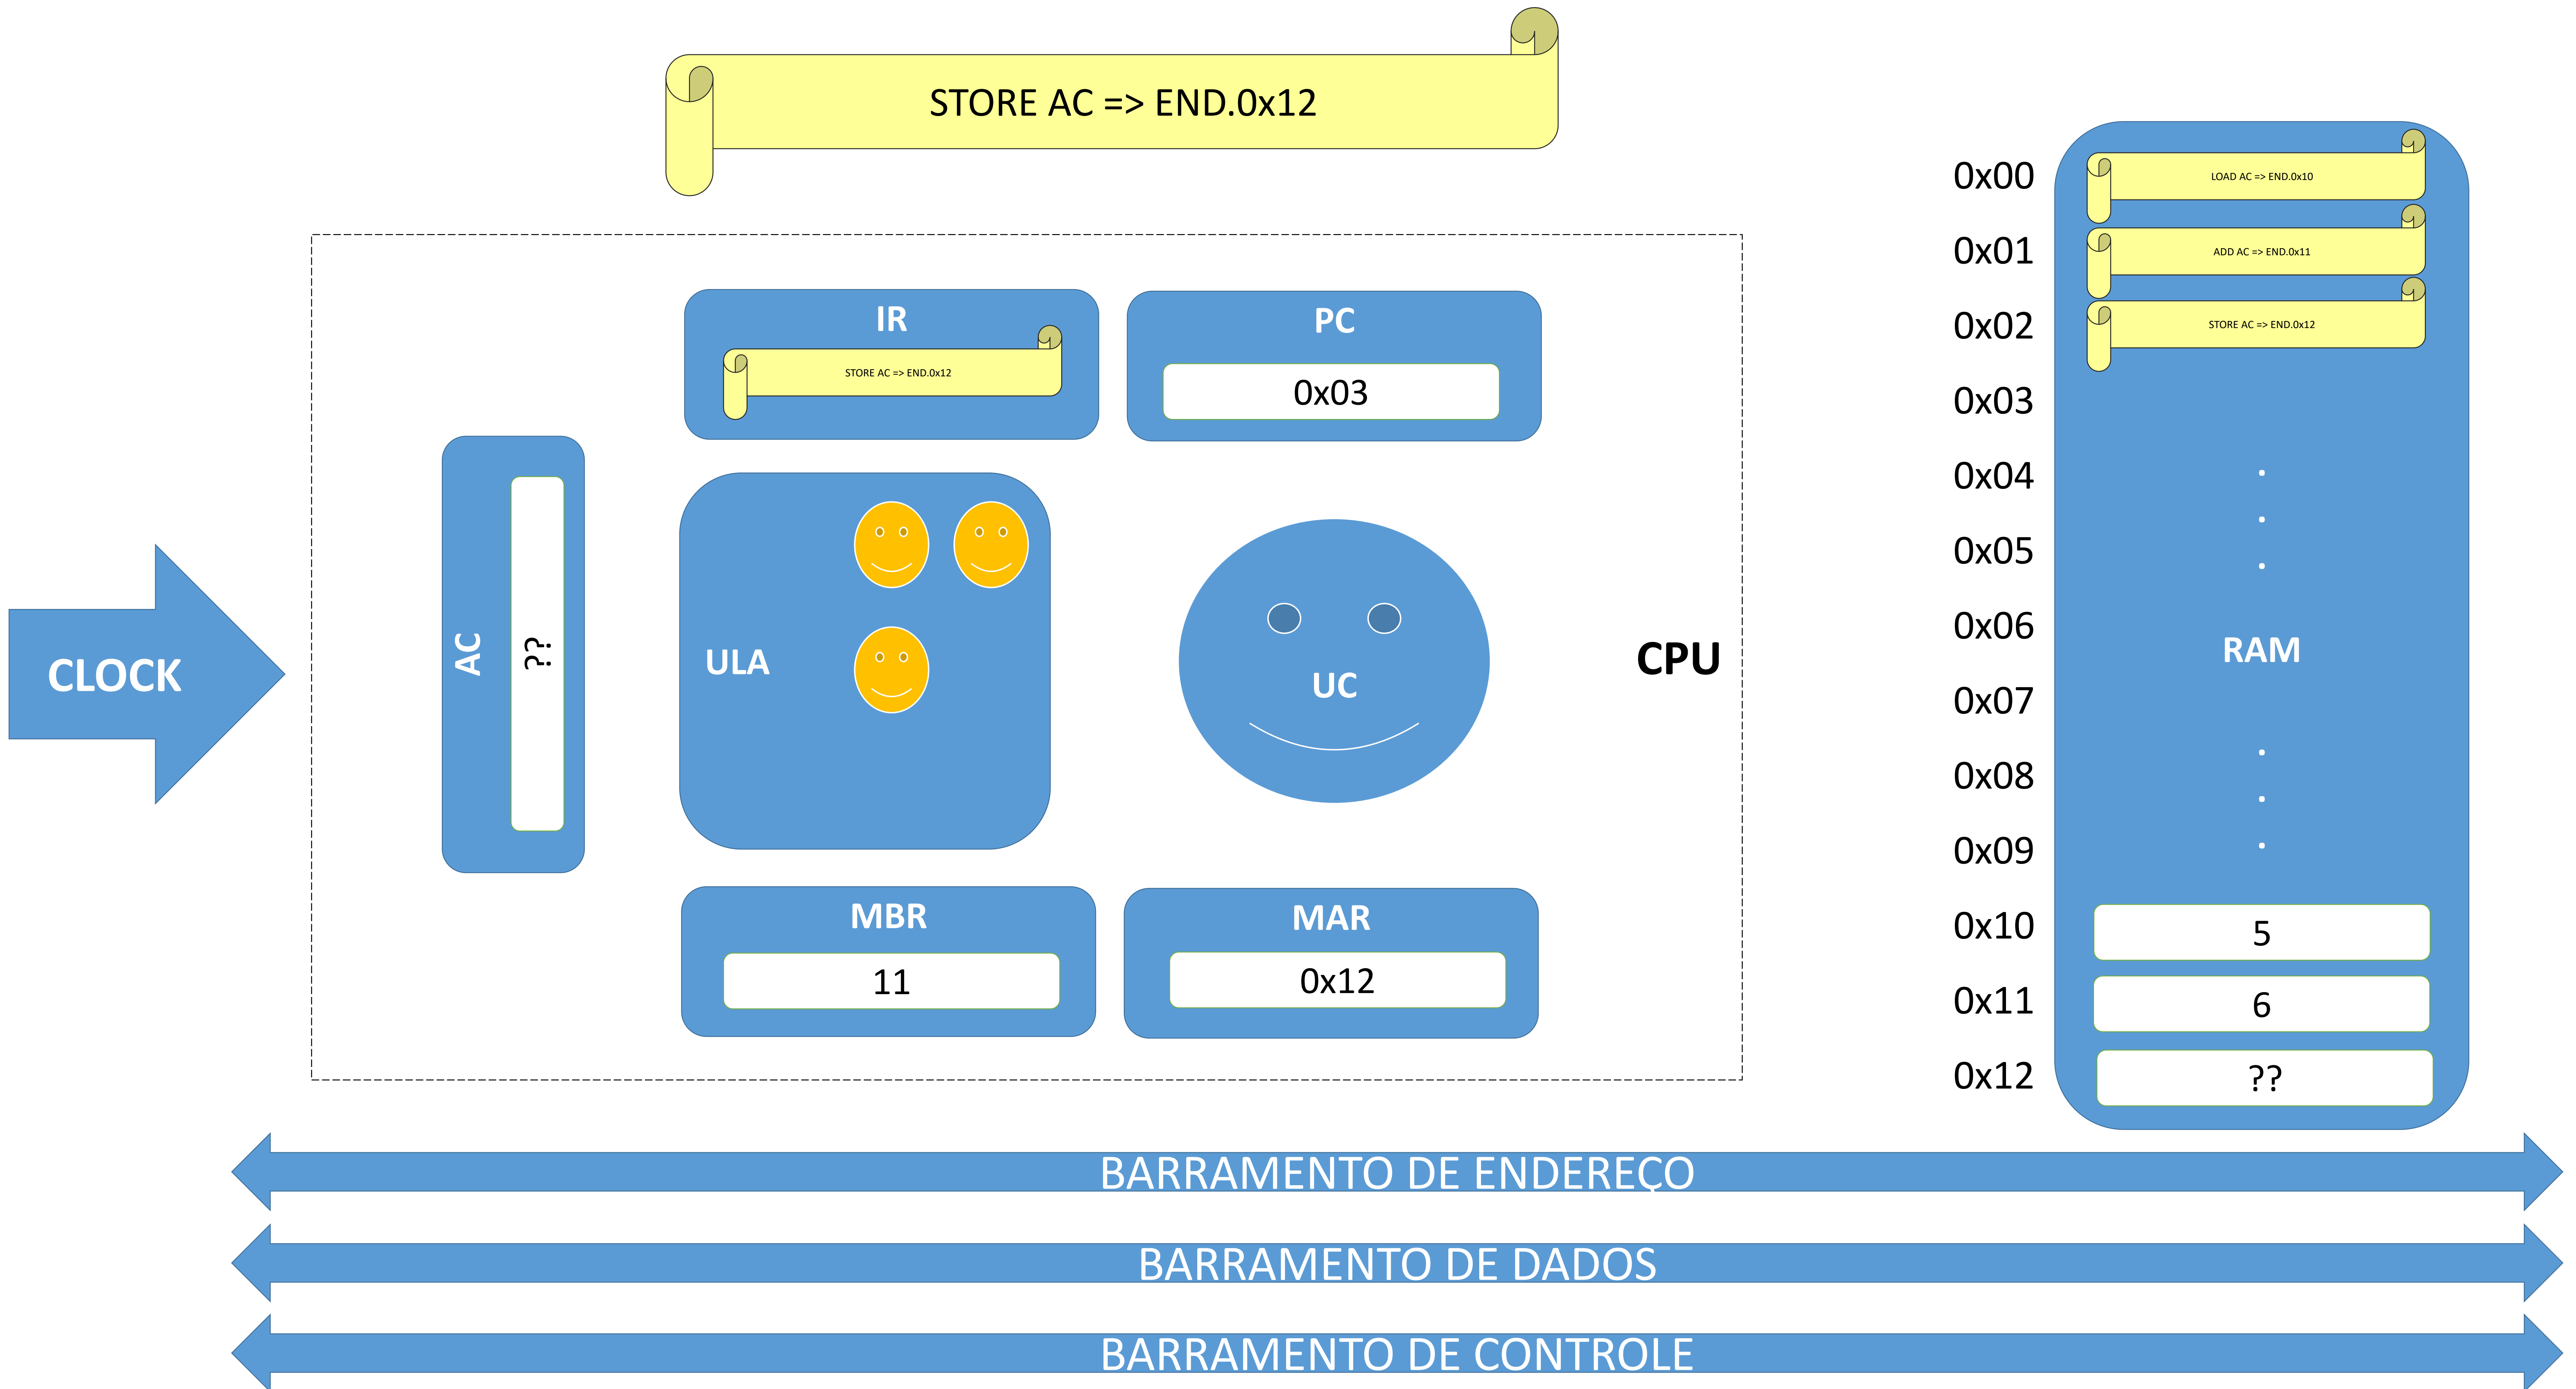 STORE AC => END.0x12
0x00
LOAD AC => END.0x10
0x01
ADD AC => END.0x11
0x02
STORE AC => END.0x12
0x03
0x04
0x05
0x06
RAM
0x07
0x08
0x09
0x10
5
0x11
6
0x12
??
IR
STORE AC => END.0x12
PC
0x03
CLOCK
AC
??
ULA
UC
CPU
MBR
11
MAR
0x12
BARRAMENTO DE ENDEREÇO
BARRAMENTO DE DADOS
BARRAMENTO DE CONTROLE